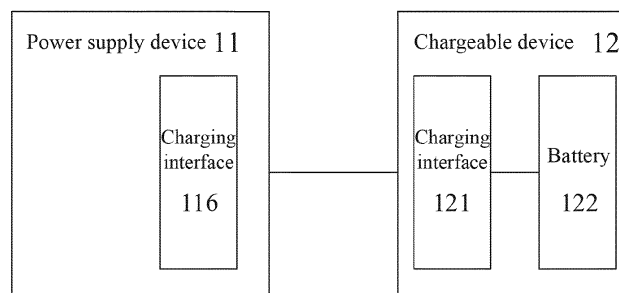 Power supply device 11
Charging
interface
116
Chargeable device 12
Charging
interface
121
Battery
122